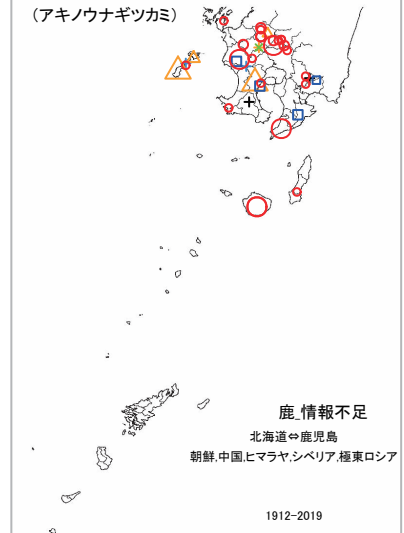 (アキノウナギツカミ)
鹿_情報不足
北海道⇔鹿児島
朝鮮,中国,ヒマラヤ,シベリア,極東ロシア
1912-2019